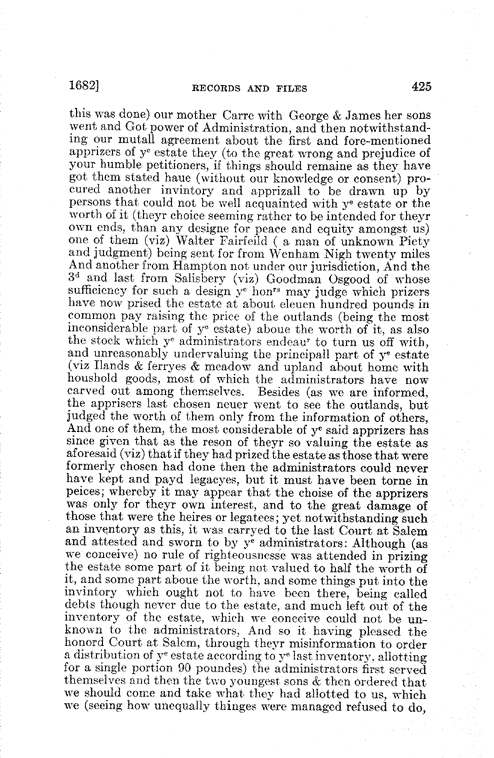 1682] RECORDS AND FILES 425
this was done) our mother Carre with George & James her sons
went and Got power of Administration, and then notwithstand-
ing our mutall agreement about the first and fore-mentioned
apprizers of yᵉ estate they (to the great wrong and prejudice of
your humble petitioners, if things should remaine as they have
got them stated haue (without our knowledge or consent) pro-
cured another invintory and apprizall to be drawn up by
persons that could not be well acquainted with yᵉ estate or the
worth of it (theyr choice seeming rather to be intended for theyr
own ends, than any designe for peace and equity amongst us)
one of them (viz) Walter Fairfeild ( a man of unknown Piety
and judgment) being sent for from Wenham Nigh twenty miles
And another from Hampton not under our jurisdiction, And the
3ᵈ and last from Salisbery (viz) Goodman Osgood of whose
sufficiency for such a design yᵉ honʳˢ may judge which prizers
have now prised the estate at about eleuen hundred pounds in
common pay raising the price of the outlands (being the most
inconsiderable part of yᵉ estate) aboue the worth of it, as also
the stock which yᵉ administrators endeauʳ to turn us off with,
and unreasonably undervaluing the principall part of yᵉ estate
(viz Ilands & ferryes & meadow and upland about home with
houshold goods, most of which the administrators have now
carved out among themselves. Besides (as we are informed,
the apprisers last chosen neuer went to see the outlands, but
judged the worth of them only from the information of others,
And one of them, the most considerable of yᵉ said apprizers has
since given that as the reson of theyr so valuing the estate as
aforesaid (viz) that if they had prized the estate as those that were
formerly chosen had done then the administrators could never
have kept and payd legacyes, but it must have been torne in
peices; whereby it may appear that the choise of the apprizers
was only for theyr own interest, and to the great damage of
those that were the heires or legatees; yet notwithstanding such
an inventory as this, it was carryed to the last Court at Salem
and attested and sworn to by yᵉ administrators: Although (as
we conceive) no rule of righteousnesse was attended in prizing
the estate some part of it being not valued to half the worth of
it, and some part aboue the worth, and some things put into the
invintory which ought not to have been there, being called
debts though never due to the estate, and much left out of the
inventory of the estate, which we conceive could not be un-
known to the administrators, And so it having pleased the
honord Court at Salem, through theyr misinformation to order
a distribution of yᵉ estate according to yᵉ last inventory, allotting
for a single portion 90 poundes) the administrators first served
themselves and then the two youngest sons & then ordered that
we should come and take what they had allotted to us, which
we (seeing how unequally thinges were managed refused to do,